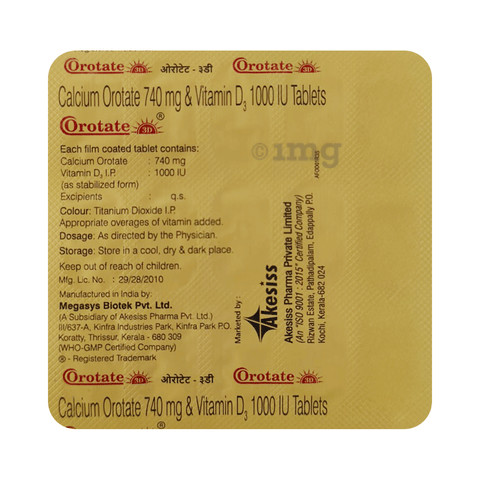 Orotate 3D ओरोटेट - ३डी Orotate 3D
Calcium Orotate 740 mg & Vitamin D3 1000 IU Tablets
Orotate 3D ®
Each film coated tablet contains:
Calcium Orotate : 740 mg
Vitamin D3 I.P. : 1000 IU
(as stabilized form)
Excipients : q.s.
Colour: Titanium Dioxide I.P.
Appropriate overages of vitamin added.
Dosage: As directed by the Physician.
Storage: Store in a cool, dry & dark place.
Keep out of reach of children.
Mfg. Lic. No. : 29/28/2010
Manufactured in India by:
Megasys Biotek Pvt. Ltd.
(A Subsidiary of Akesiss Pharma Pvt. Ltd.)
III/637-A, Kinfra Industries Park, Kinfra Park P.O.
Koratty, Thrissur, Kerala - 680 309
(WHO-GMP Certified Company)
® - Registered Trademark
Marketed by :
Akesiss
Akesiss Pharma Private Limited
(An "ISO 9001 : 2015" Certified Company)
Rizwan Estate, Pathadipalam, Edappally P.O.
Kochi, Kerala-682 024
1mg
Orotate 3D ओरोटेट - ३डी Orotate 3D
Calcium Orotate 740 mg & Vitamin D3 1000 IU Tablets
®